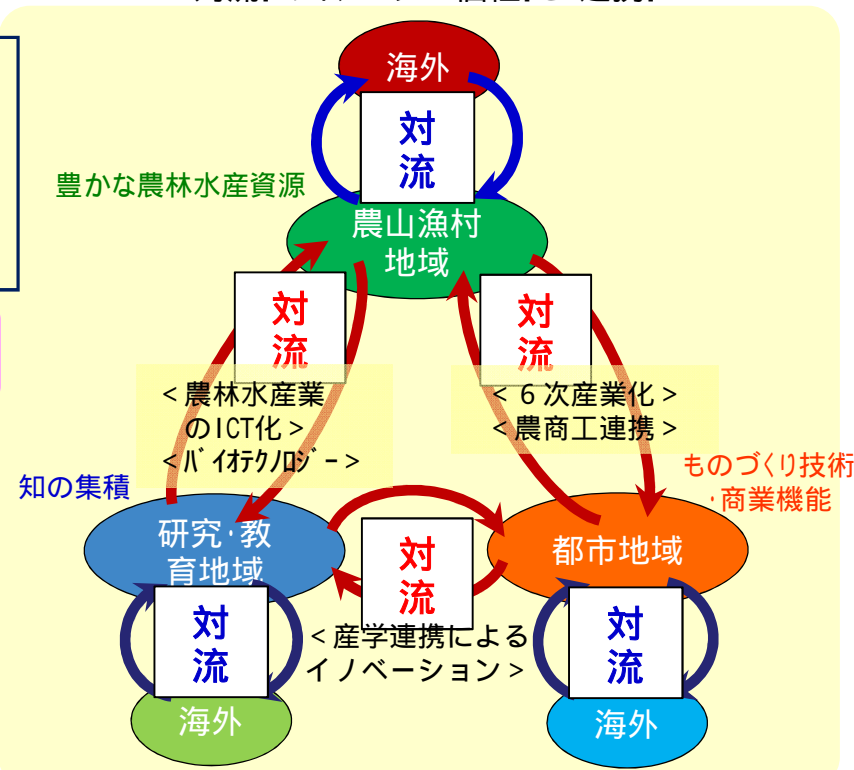 海外
対
流
豊かな農林水産資源
農山漁村
地域
対
流
対
流
<農林水産業
のICT化>
<ﾊﾞｲｵﾃｸﾉﾛｼﾞｰ>
<６次産業化>
<農商工連携>
知の集積
ものづくり技術
・商業機能
研究・教
育地域
対
流
都市地域
<産学連携による
イノベーション>
対
流
対
流
海外
海外